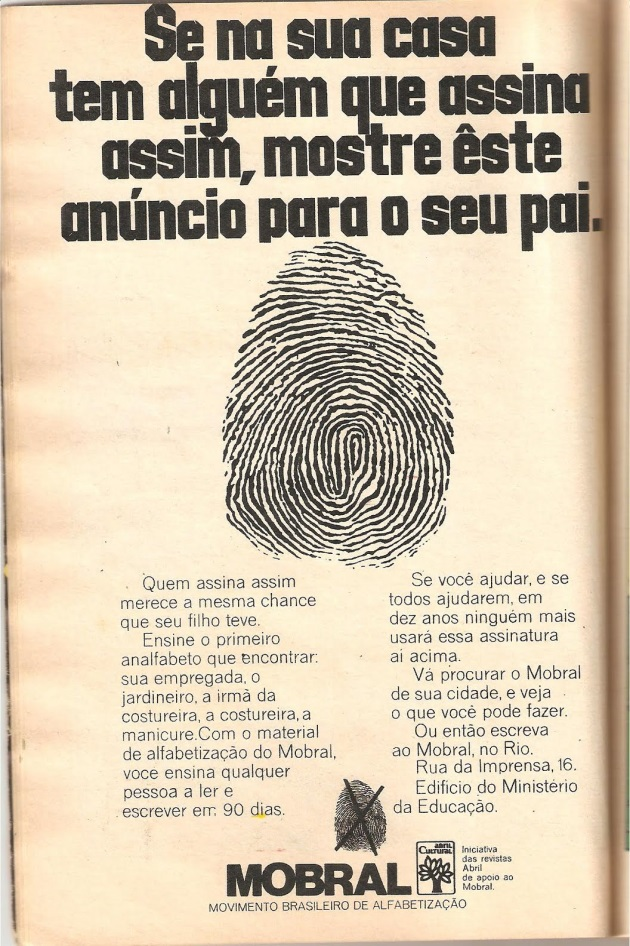 Se na sua casa
tem alguém que assina
assim, mostre êste
anúncio para o seu pai.
Quem assina assim
merece a mesma chance
que seu filho teve.
Ensine o primeiro
analfabeto que encontrar:
sua empregada, o
jardineiro, a irmã da
costureira, a costureira, a
manicure.Com o material
de alfabetização do Mobral,
voce ensina qualquer
pessoa a ler e
escrever em 90 dias.
Se você ajudar, e se
todos ajudarem, em
dez anos ninguém mais
usará essa assinatura
ai acima.
Vá procurar o Mobral
de sua cidade, e veja
o que você pode fazer.
Ou então escreva
ao Mobral, no Rio.
Rua da Imprensa, 16.
Edifício do Ministério
da Educação.
MOBRAL
MOVIMENTO BRASILEIRO DE ALFABETIZAÇÃO
ABRIL
CULTURAL
Iniciativa
das revistas
Abril
de apoio ao
Mobral.